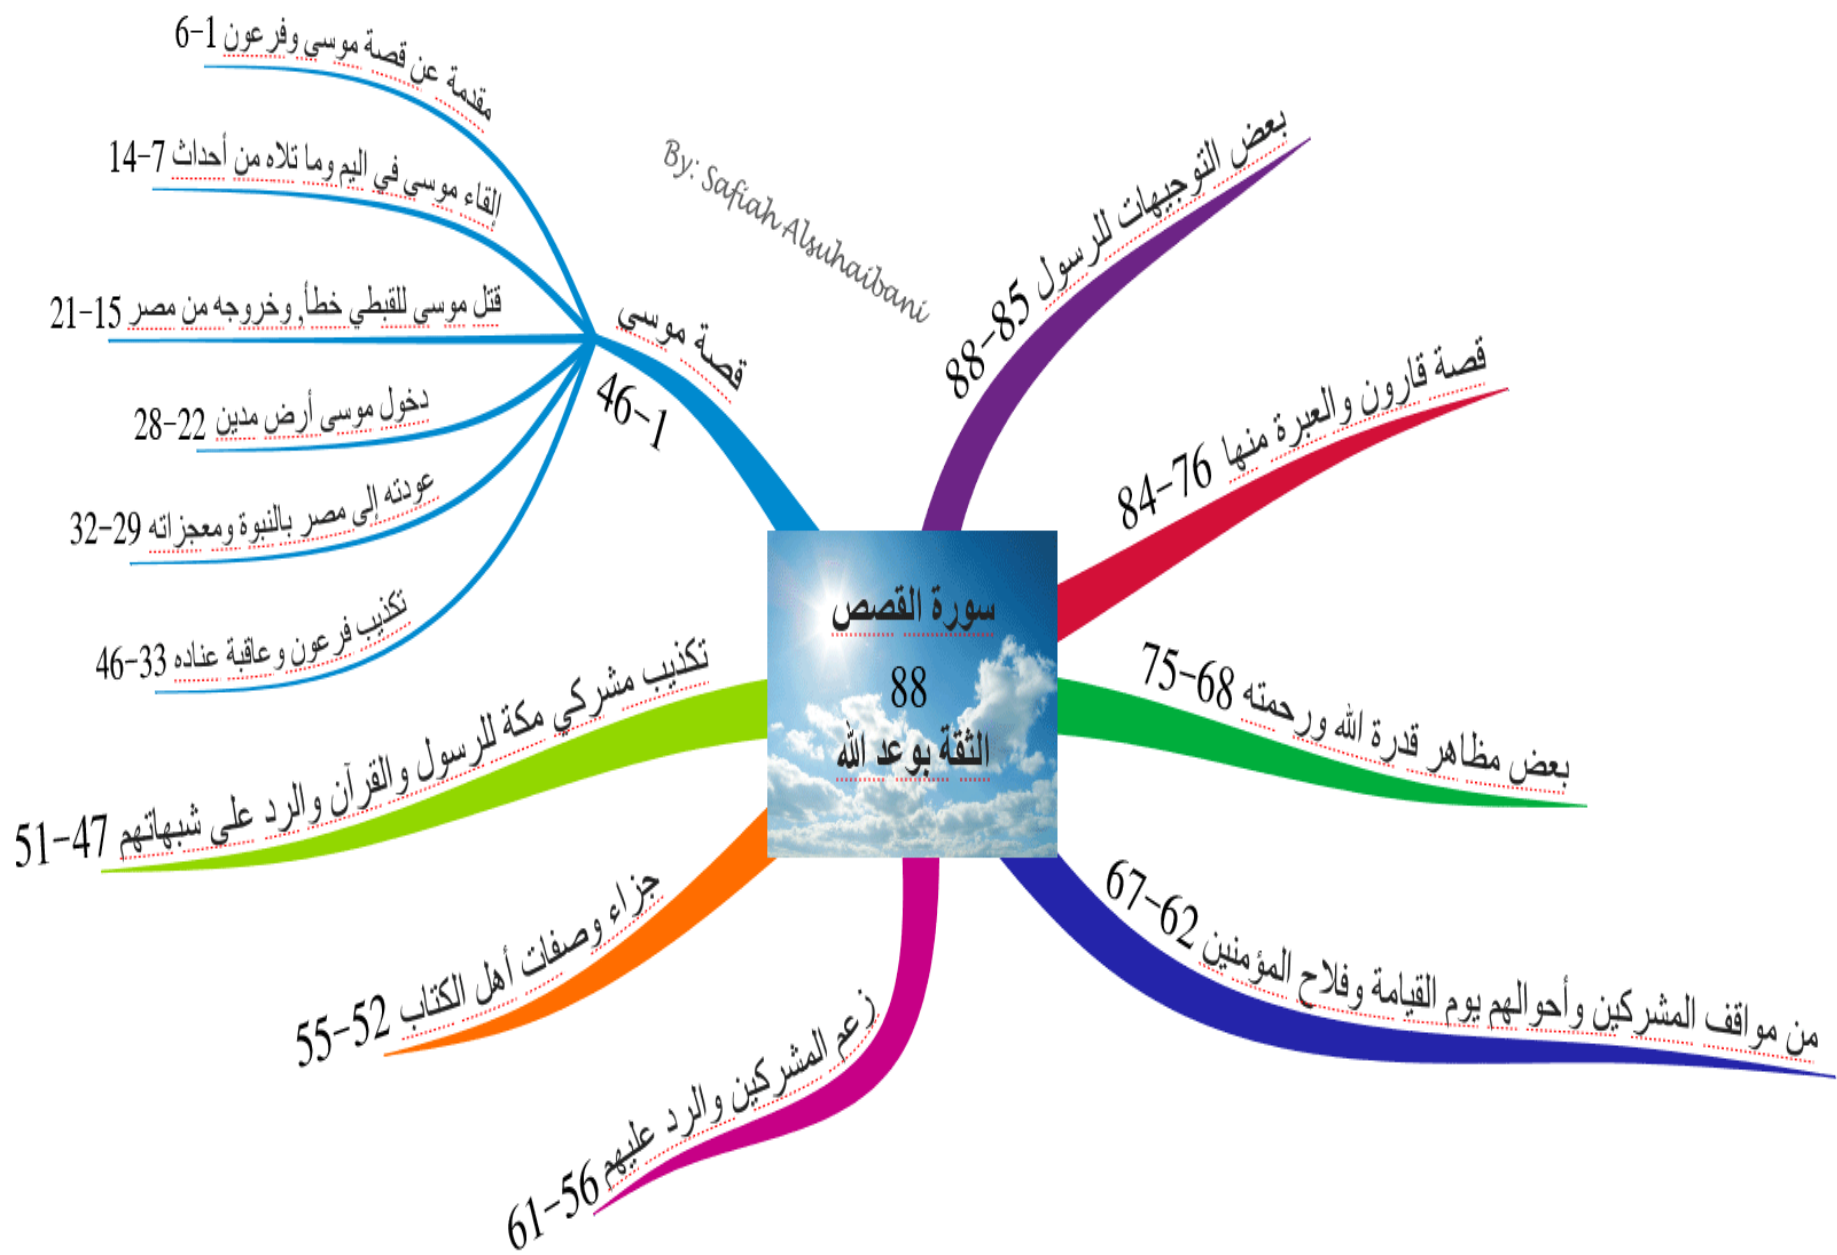 سورة القصص
88
الثقة بوعد الله
By: Safiah Alsuhaibani
قصة موسى
46-1
مقدمة عن قصة موسي وفرعون 1-6
إلقاء موسي في اليم وما تلاه من أحداث 7-14
قتل موسى للقبطي خطأ, وخروجه من مصر 15-21
دخول موسى أرض مدين 22-28
عودته إلى مصر بالنبوة ومعجزاته 29-32
تكذيب فرعون وعاقبة عناده 33-46
تكذيب مشركي مكة للرسول والقرآن والرد على شبهاتهم 47-51
جزاء وصفات أهل الكتاب 52-55
زعم المشركين والرد عليهم 56-61
من مواقف المشركين وأحوالهم يوم القيامة وفلاح المؤمنين 62-67
بعض مظاهر قدرة الله ورحمته 68-75
قصة قارون والعبرة منها 76-84
بعض التوجيهات للرسول 85-88